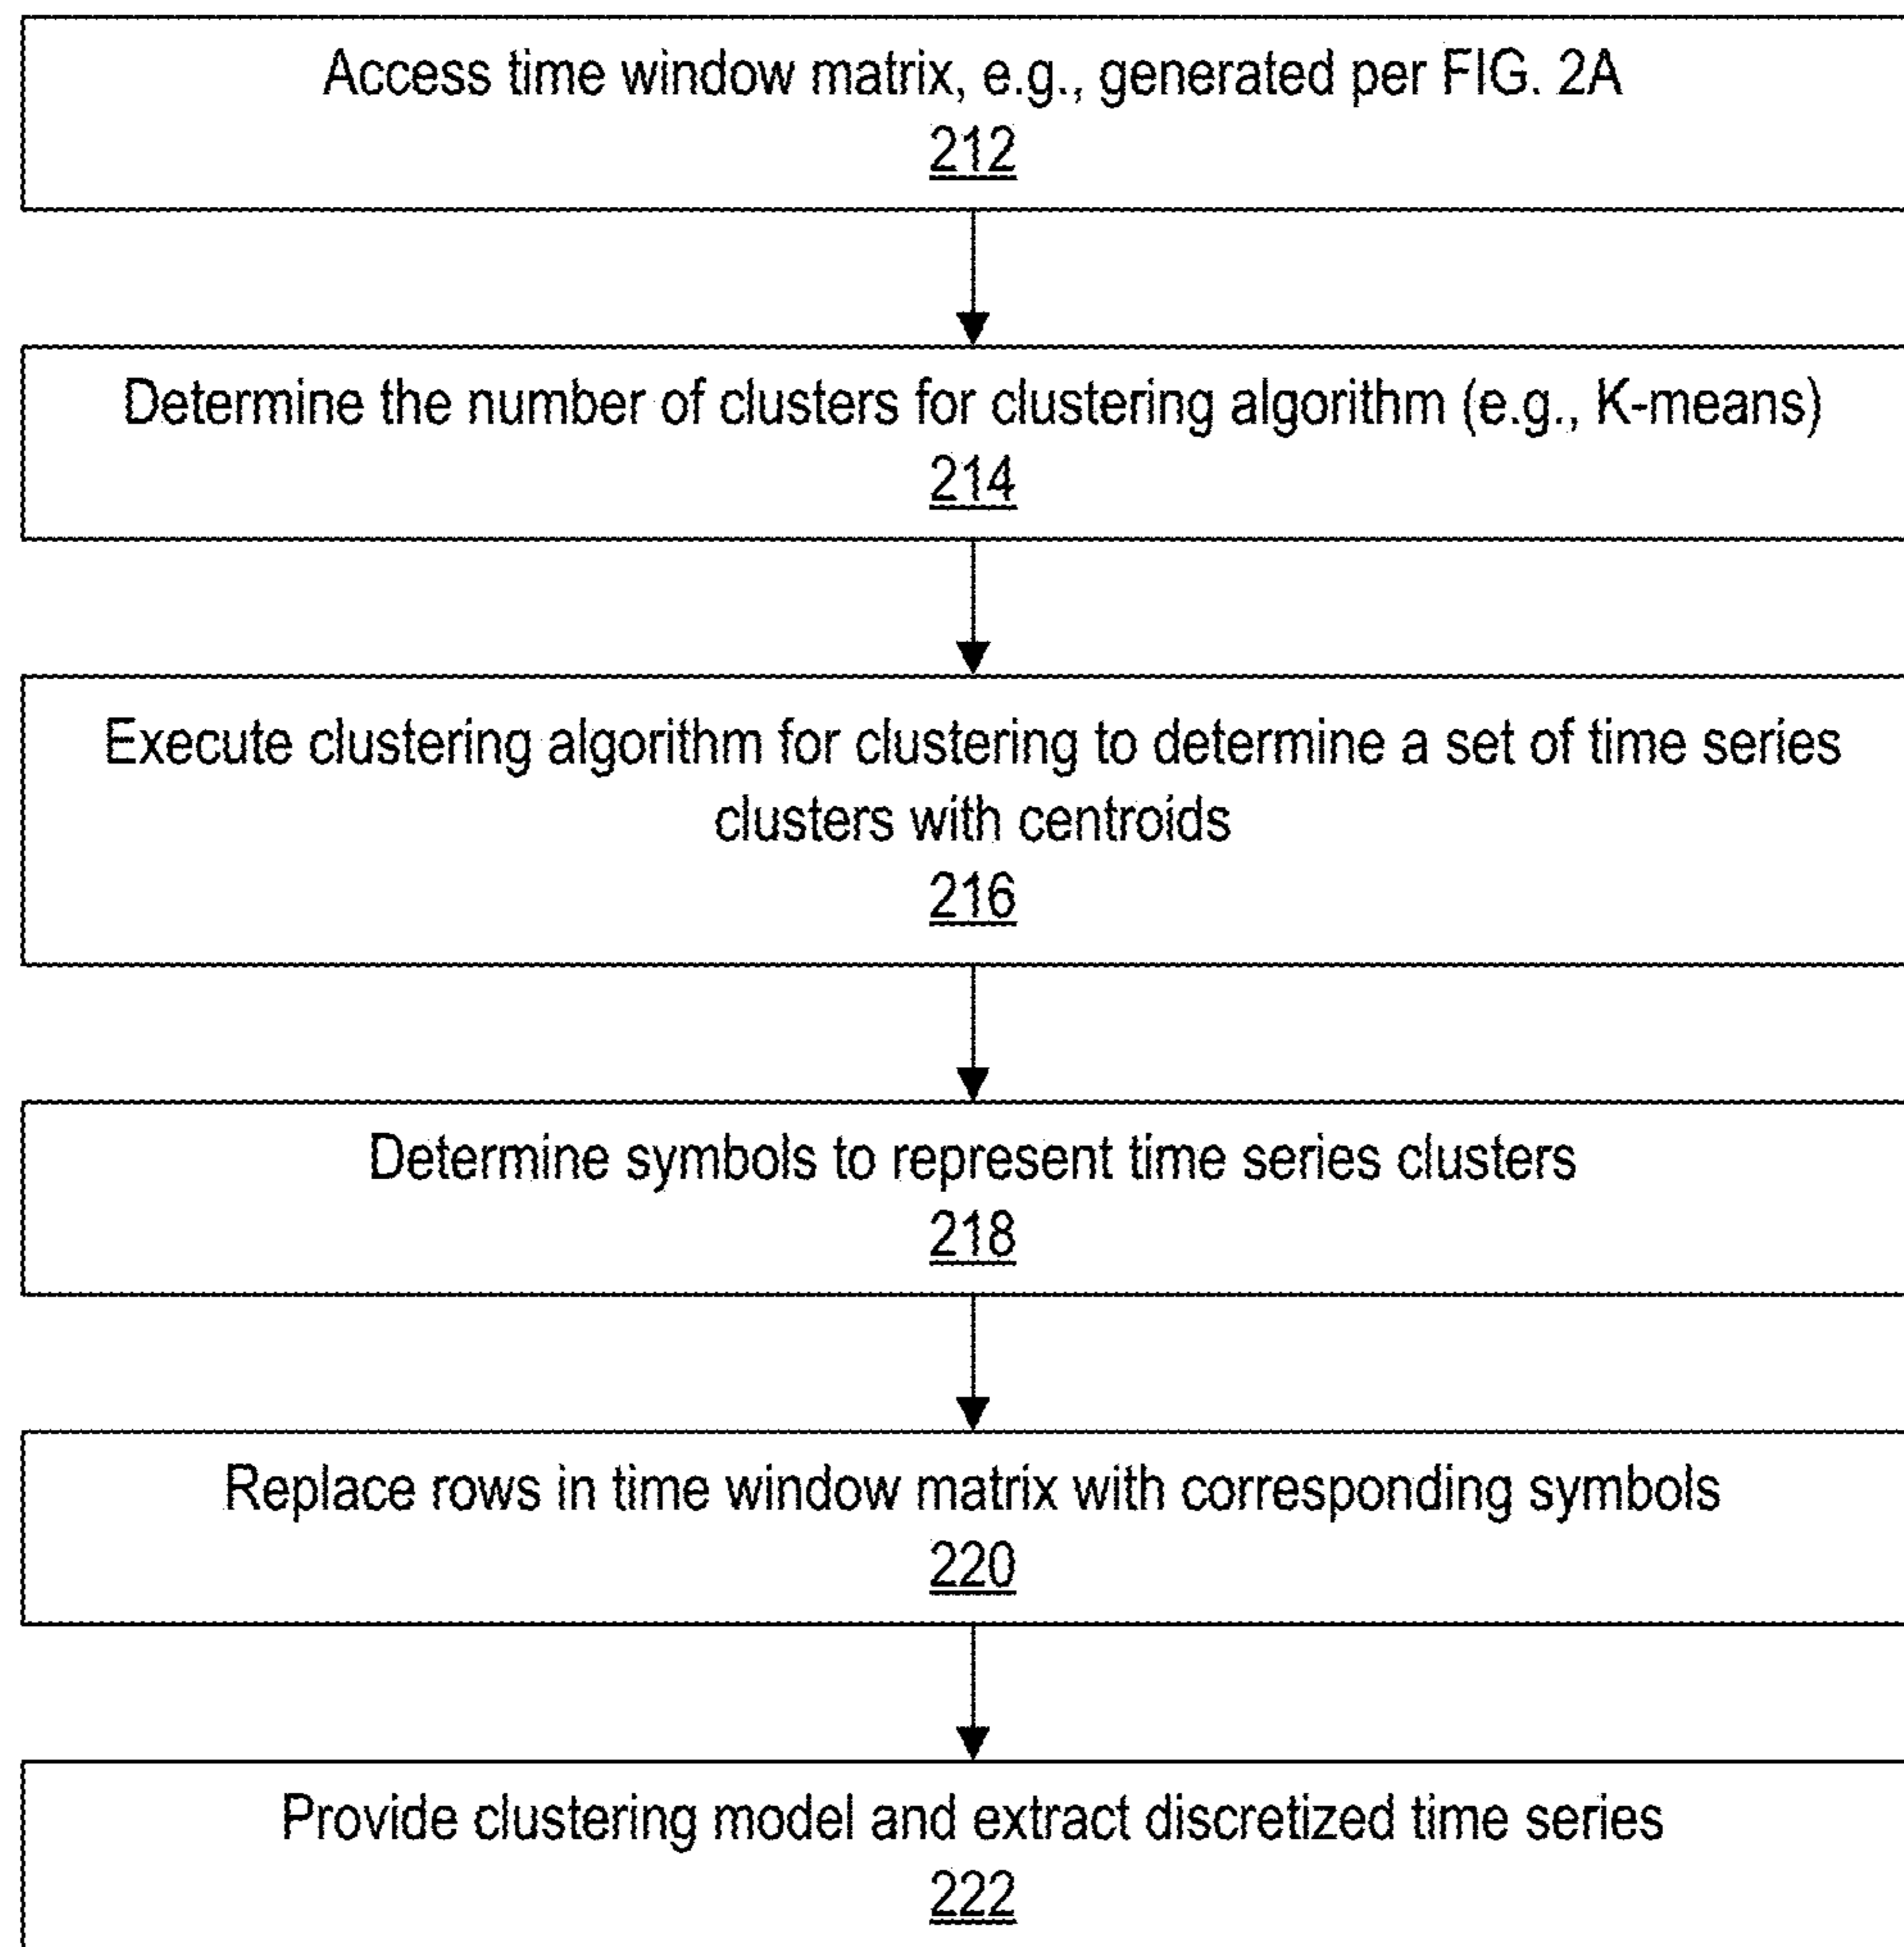 Access time window matrix, e.g., generated per FIG. 2A
212
Determine the number of clusters for clustering algorithm (e.g., K-means)
214
Execute clustering algorithm for clustering to determine a set of time series
clusters with centroids
216
Determine symbols to represent time series clusters
218
Replace rows in time window matrix with corresponding symbols
220
Provide clustering model and extract discretized time series
222